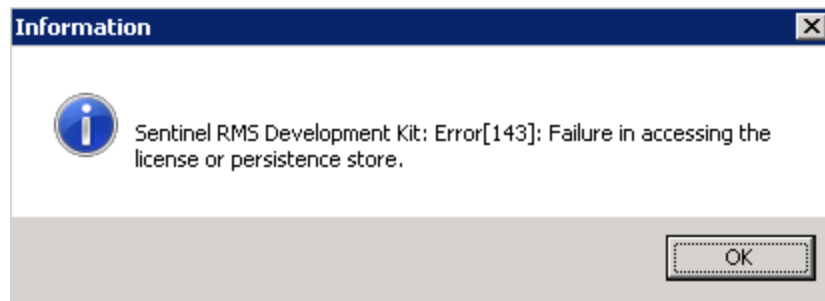 Information
Sentinel RMS Development Kit: Error[143]: Failure in accessing the
license or persistence store.
OK